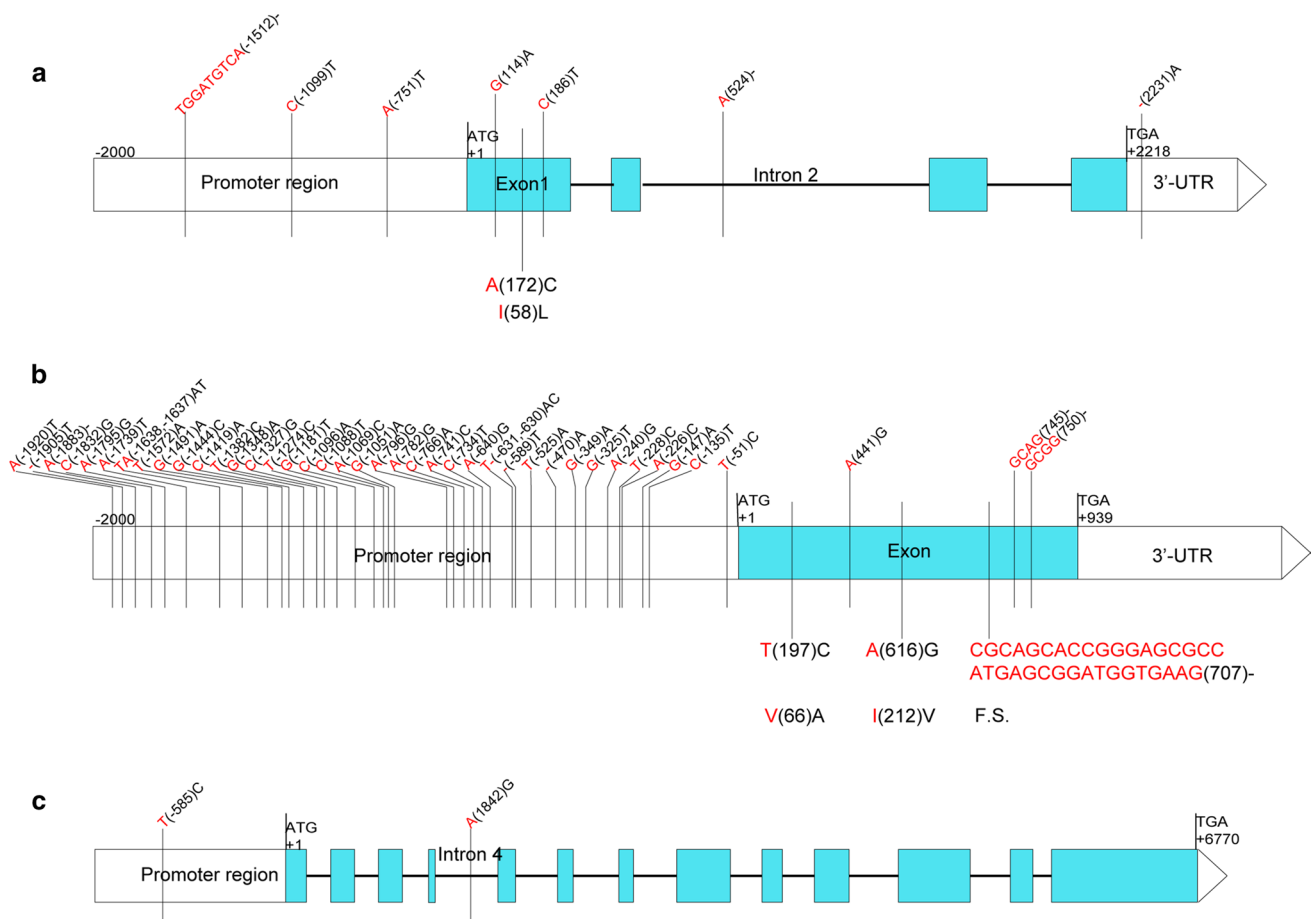 a
TGGATGTCA(-1512)-
C(-1099)T
A(-751)T
G(114)A
C(186)T
A(524)-
-(2231)A
-2000
ATG
+1
TGA
+2218
Promoter region
Exon1
Intron 2
3’-UTR
A(172)C
I(58)L
b
A(-1920)T
-(-1905)T
A(-1883)-
C(-1832)G
A(-1795)G
A(-1739)T
TA(-1638 -1637)AT
T(-1572)A
G(-1491)A
G(-1444)C
C(-1419)A
T(-1382)C
G(-1348)A
C(-1327)G
T(-1274)C
G(-1181)T
C(-1096)A
C(-1088)T
A(-1069)C
G(-1051)A
A(-796)G
A(-782)G
C(-766)A
A(-741)C
C(-734)T
A(-640)G
T(-631 -630)AC
-(-589)T
T(-525)A
-(-470)A
G(-349)A
G(-325)T
A(-240)G
T(-228)C
A(-226)C
G(-147)A
C(-135)T
T(-51)C
A(441)G
GCAG(745)-
GCGG(750)-
-2000
ATG
+1
TGA
+939
Promoter region
Exon
3’-UTR
T(197)C
A(616)G
CGCAGCACCGGGAGCGCC
ATGAGCGGATGGTGAAG(707)-
V(66)A
I(212)V
F.S.
c
T(-585)C
A(1842)G
ATG
+1
TGA
+6770
Intron 4
Promoter region